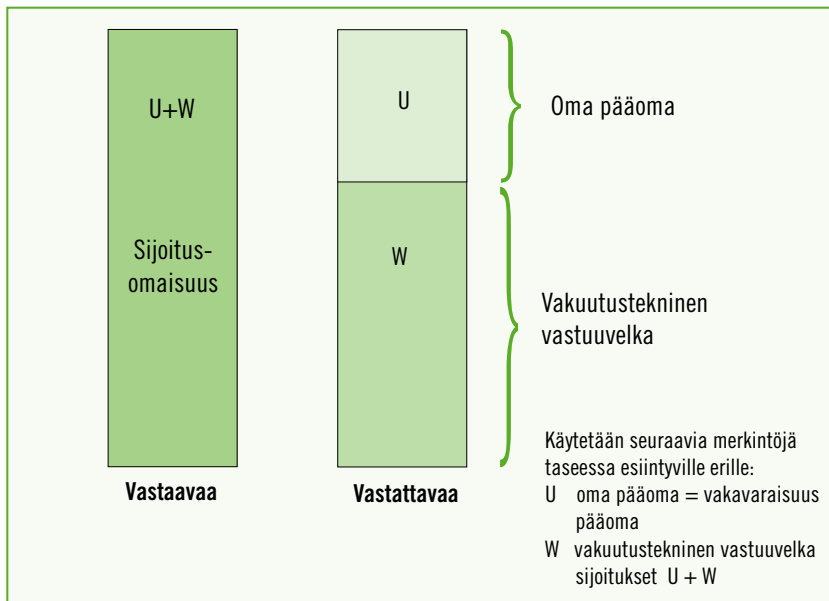 U+W
Sijoitus-
omaisuus
Vastaavaa
U
W
Vastattavaa
Oma pääoma
Vakuutustekninen
vastuuvelka
Käytetään seuraavia merkintöjä
taseessa esiintyville erille:
U oma pääoma = vakavaraisuus
pääoma
W vakuutustekninen vastuuvelka
sijoitukset U + W